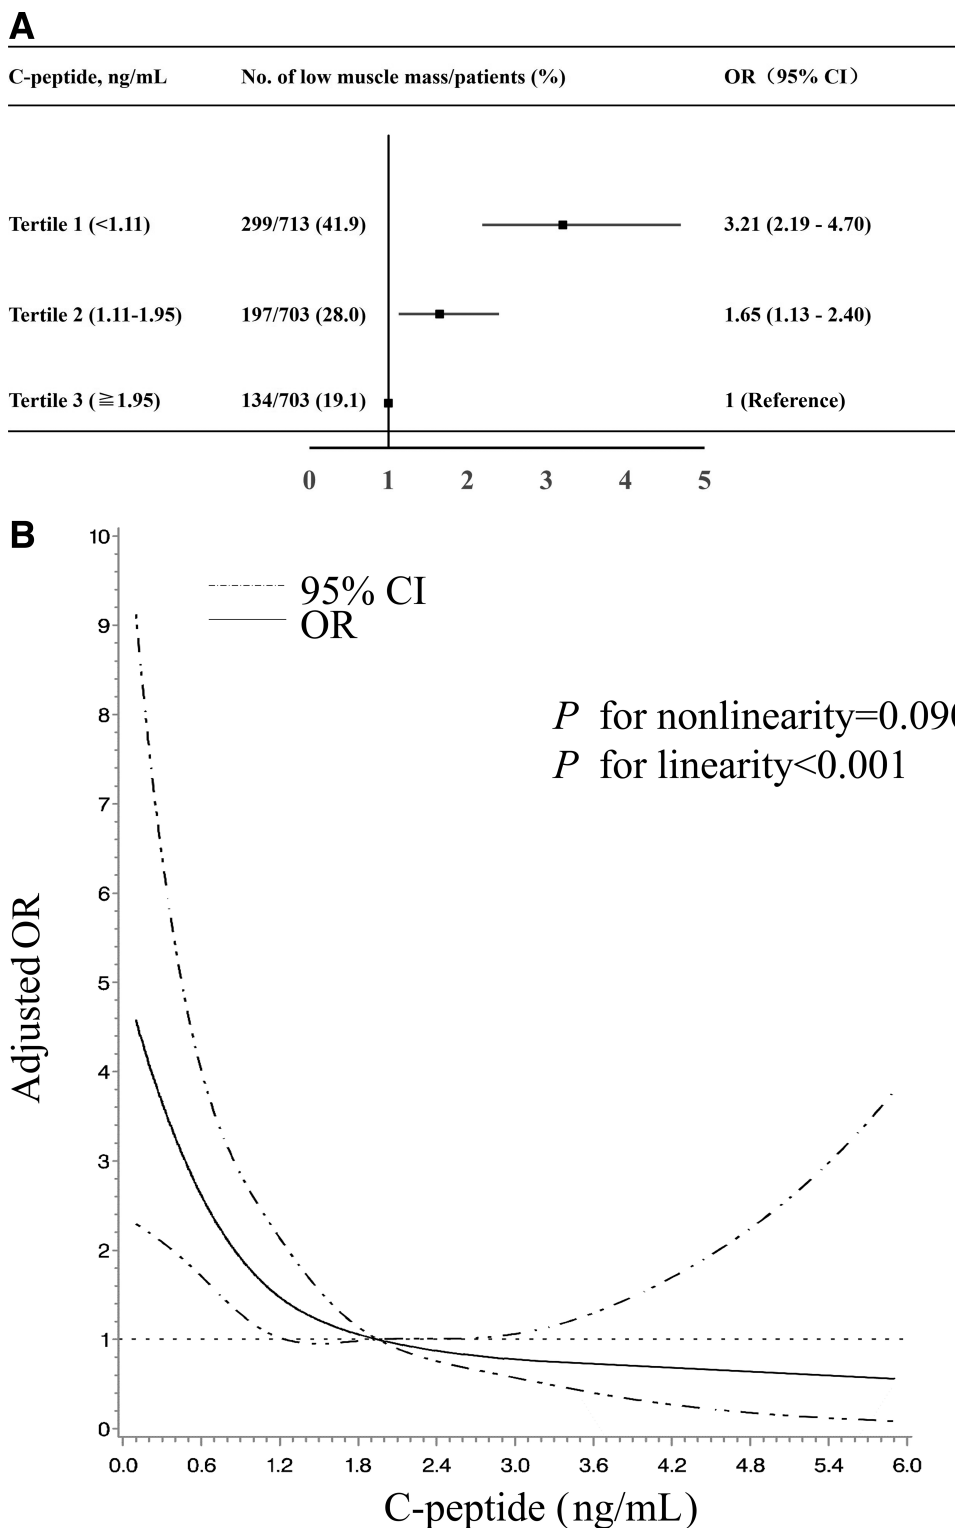 A
C-peptide, ng/mL No. of low muscle mass/patients (%) OR（95% CI）
Tertile 1 (<1.11) 299/713 (41.9) 3.21 (2.19 - 4.70)
Tertile 2 (1.11-1.95) 197/703 (28.0) 1.65 (1.13 - 2.40)
Tertile 3 (≧1.95) 134/703 (19.1) 1 (Reference)
0 1 2 3 4 5
B
10
9
8
7
6
5
4
3
2
1
0
Adjusted OR
95% CI
OR
P for nonlinearity=0.090
P for linearity<0.001
0.0 0.6 1.2 1.8 2.4 3.0 3.6 4.2 4.8 5.4 6.0
C-peptide (ng/mL)